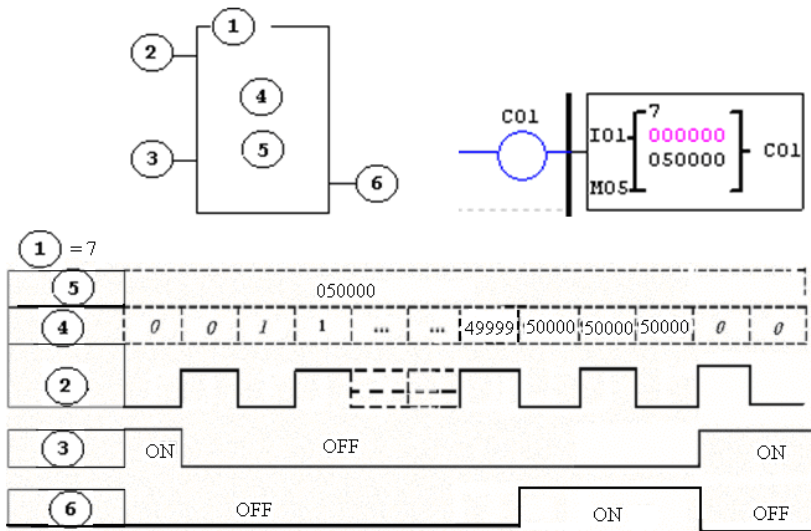 1
2
4
3
5
6
C01
7
I01
000000
C01
050000
M05
1 = 7
5 050000
4 0 0 1 1 ... ... 49999 50000 50000 50000 0 0
2
3 ON OFF ON
6 OFF ON OFF